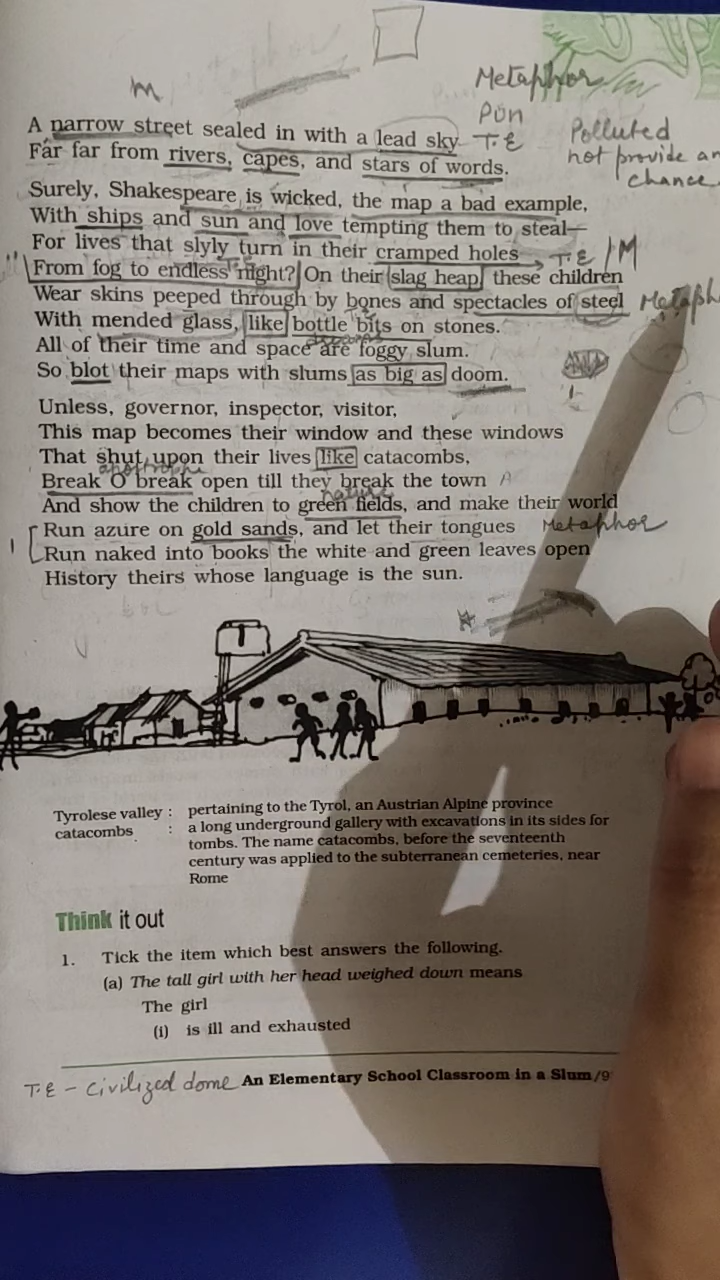 m
Metaphor
Pun
A narrow street sealed in with a lead sky T.E Polluted
Far far from rivers, capes, and stars of words. not provide an
chance
Surely, Shakespeare is wicked, the map a bad example,
With ships and sun and love tempting them to steal—
For lives that slyly turn in their cramped holes T.E /M
From fog to endless night? On their slag heap, these children
Wear skins peeped through by bones and spectacles of steel Metaph
With mended glass, like bottle bits on stones.
All of their time and space are foggy slum.
So blot their maps with slums as big as doom.
Unless, governor, inspector, visitor,
This map becomes their window and these windows
That shut upon their lives like catacombs,
apostrophe
Break O break open till they break the town A
nature
And show the children to green fields, and make their world
Run azure on gold sands, and let their tongues Metaphor
Run naked into books the white and green leaves open
History theirs whose language is the sun.
Tyrolese valley : pertaining to the Tyrol, an Austrian Alpine province
catacombs : a long underground gallery with excavations in its sides for
tombs. The name catacombs, before the seventeenth
century was applied to the subterranean cemeteries, near
Rome
Think it out
1. Tick the item which best answers the following.
(a) The tall girl with her head weighed down means
The girl
(i) is ill and exhausted
T.E - civilized dome An Elementary School Classroom in a Slum/9